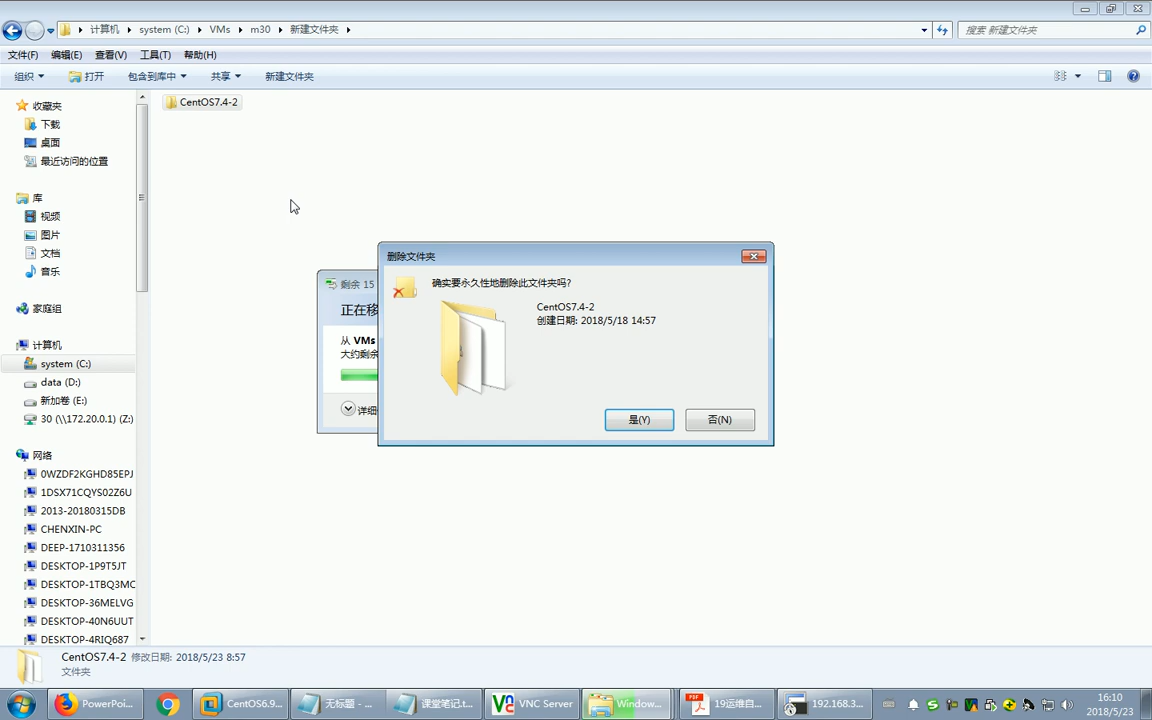 计算机 system (C:) VMs m30 新建文件夹
搜索 新建文件夹
文件(F) 编辑(E) 查看(V) 工具(T) 帮助(H)
组织 打开 包含到库中 共享 新建文件夹
收藏夹
下载
桌面
最近访问的位置
库
视频
图片
文档
音乐
家庭组
计算机
system (C:)
data (D:)
新加卷 (E:)
30 (\\172.20.0.1) (Z:)
网络
0WZDF2KGHD85EPJ
1DSX71CQYS02Z6U
2013-20180315DB
CHENXIN-PC
DEEP-1710311356
DESKTOP-1P9T5JT
DESKTOP-1TBQ3MC
DESKTOP-36MELVG
DESKTOP-40N6UUT
DESKTOP-4RIQ687
CentOS7.4-2
剩余 15
正在移
从 VMs
大约剩余
详细
删除文件夹
确实要永久性地删除此文件夹吗?
CentOS7.4-2
创建日期: 2018/5/18 14:57
是(Y) 否(N)
CentOS7.4-2 修改日期: 2018/5/23 8:57
文件夹
PowerPoi... CentOS6.9... 无标题 - ... 课堂笔记.t... VNC Server Window... 19运维自... 192.168.3...
16:10
2018/5/23